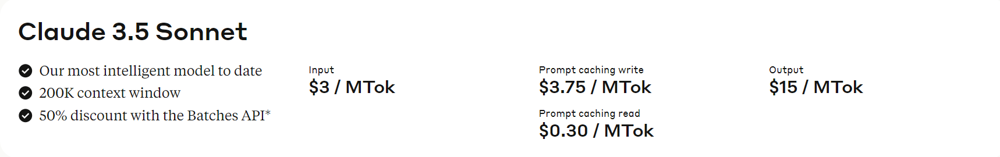 Claude 3.5 Sonnet
Our most intelligent model to date
200K context window
50% discount with the Batches API*
Input
$3 / MTok
Prompt caching write
$3.75 / MTok
Prompt caching read
$0.30 / MTok
Output
$15 / MTok